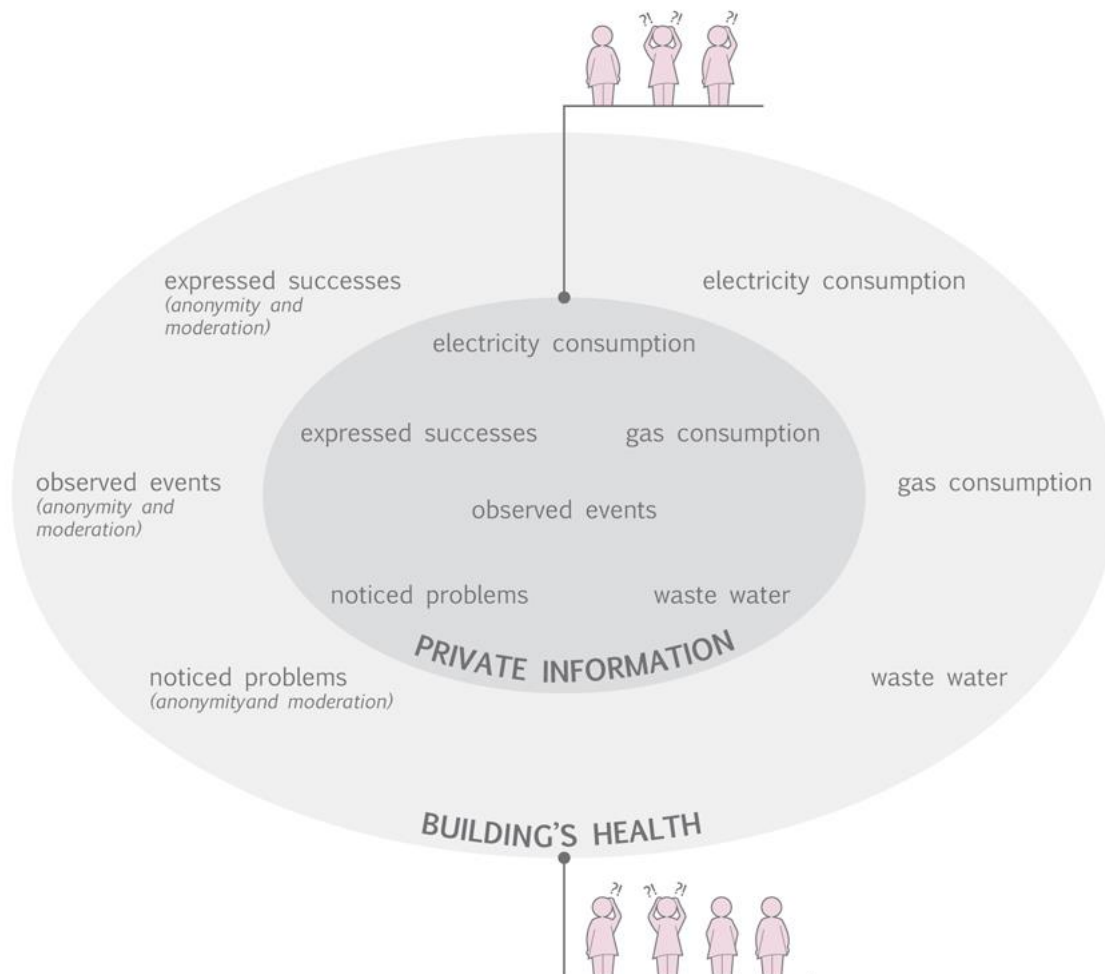 ?! ?! ?!
expressed successes
(anonymity and
moderation)
electricity consumption
electricity consumption
expressed successes
gas consumption
observed events
(anonymity and
moderation)
observed events
gas consumption
noticed problems
waste water
PRIVATE INFORMATION
noticed problems
(anonymityand moderation)
waste water
BUILDING'S HEALTH
?! ?! ?!